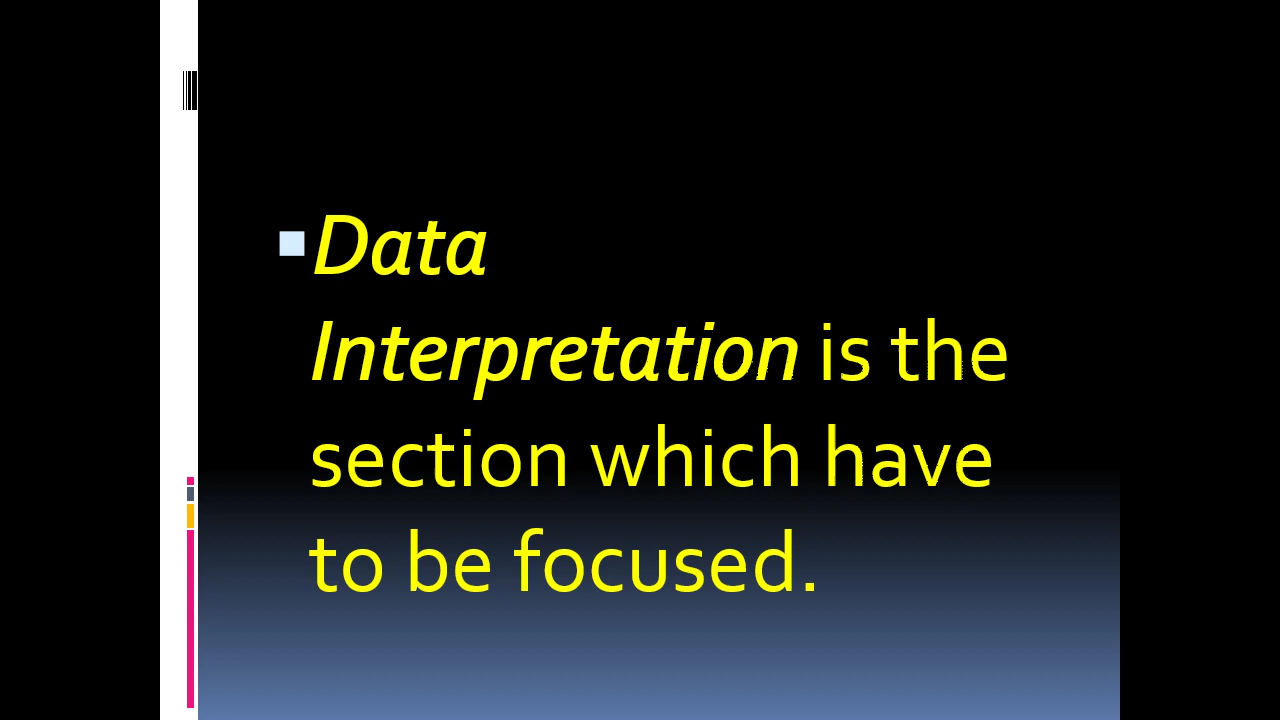 Data
Interpretation is the
section which have
to be focused.